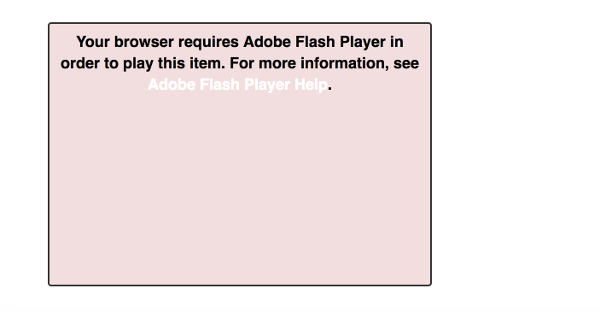 Your browser requires Adobe Flash Player in
order to play this item. For more information, see
Adobe Flash Player Help.